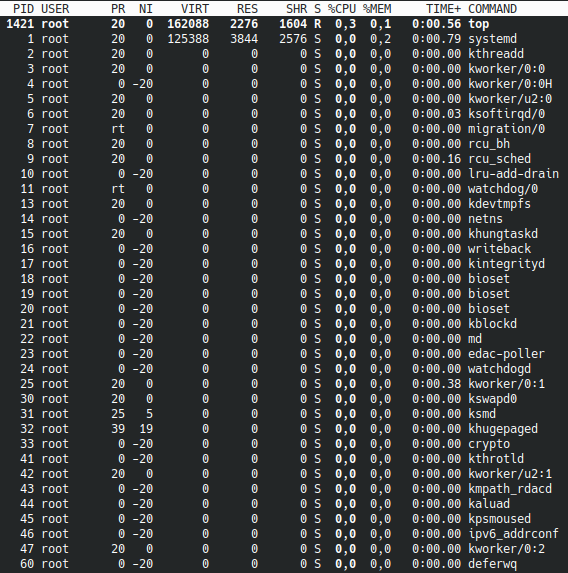 PID USER PR NI VIRT RES SHR S %CPU %MEM TIME+ COMMAND
1421 root 20 0 162088 2276 1604 R 0,3 0,1 0:00.56 top
1 root 20 0 125388 3844 2576 S 0,0 0,2 0:00.79 systemd
2 root 20 0 0 0 0 S 0,0 0,0 0:00.00 kthreadd
3 root 20 0 0 0 0 S 0,0 0,0 0:00.00 kworker/0:0
4 root 0 -20 0 0 0 S 0,0 0,0 0:00.00 kworker/0:0H
5 root 20 0 0 0 0 S 0,0 0,0 0:00.00 kworker/u2:0
6 root 20 0 0 0 0 S 0,0 0,0 0:00.03 ksoftirqd/0
7 root rt 0 0 0 0 S 0,0 0,0 0:00.00 migration/0
8 root 20 0 0 0 0 S 0,0 0,0 0:00.00 rcu_bh
9 root 20 0 0 0 0 S 0,0 0,0 0:00.16 rcu_sched
10 root 0 -20 0 0 0 S 0,0 0,0 0:00.00 lru-add-drain
11 root rt 0 0 0 0 S 0,0 0,0 0:00.00 watchdog/0
13 root 20 0 0 0 0 S 0,0 0,0 0:00.00 kdevtmpfs
14 root 0 -20 0 0 0 S 0,0 0,0 0:00.00 netns
15 root 20 0 0 0 0 S 0,0 0,0 0:00.00 khungtaskd
16 root 0 -20 0 0 0 S 0,0 0,0 0:00.00 writeback
17 root 0 -20 0 0 0 S 0,0 0,0 0:00.00 kintegrityd
18 root 0 -20 0 0 0 S 0,0 0,0 0:00.00 bioset
19 root 0 -20 0 0 0 S 0,0 0,0 0:00.00 bioset
20 root 0 -20 0 0 0 S 0,0 0,0 0:00.00 bioset
21 root 0 -20 0 0 0 S 0,0 0,0 0:00.00 kblockd
22 root 0 -20 0 0 0 S 0,0 0,0 0:00.00 md
23 root 0 -20 0 0 0 S 0,0 0,0 0:00.00 edac-poller
24 root 0 -20 0 0 0 S 0,0 0,0 0:00.00 watchdogd
25 root 20 0 0 0 0 S 0,0 0,0 0:00.38 kworker/0:1
30 root 20 0 0 0 0 S 0,0 0,0 0:00.00 kswapd0
31 root 25 5 0 0 0 S 0,0 0,0 0:00.00 ksmd
32 root 39 19 0 0 0 S 0,0 0,0 0:00.00 khugepaged
33 root 0 -20 0 0 0 S 0,0 0,0 0:00.00 crypto
41 root 0 -20 0 0 0 S 0,0 0,0 0:00.00 kthrotld
42 root 20 0 0 0 0 S 0,0 0,0 0:00.00 kworker/u2:1
43 root 0 -20 0 0 0 S 0,0 0,0 0:00.00 kmpath_rdacd
44 root 0 -20 0 0 0 S 0,0 0,0 0:00.00 kaluad
45 root 0 -20 0 0 0 S 0,0 0,0 0:00.00 kpsmoused
46 root 0 -20 0 0 0 S 0,0 0,0 0:00.00 ipv6_addrconf
47 root 20 0 0 0 0 S 0,0 0,0 0:00.00 kworker/0:2
60 root 0 -20 0 0 0 S 0,0 0,0 0:00.00 deferwq